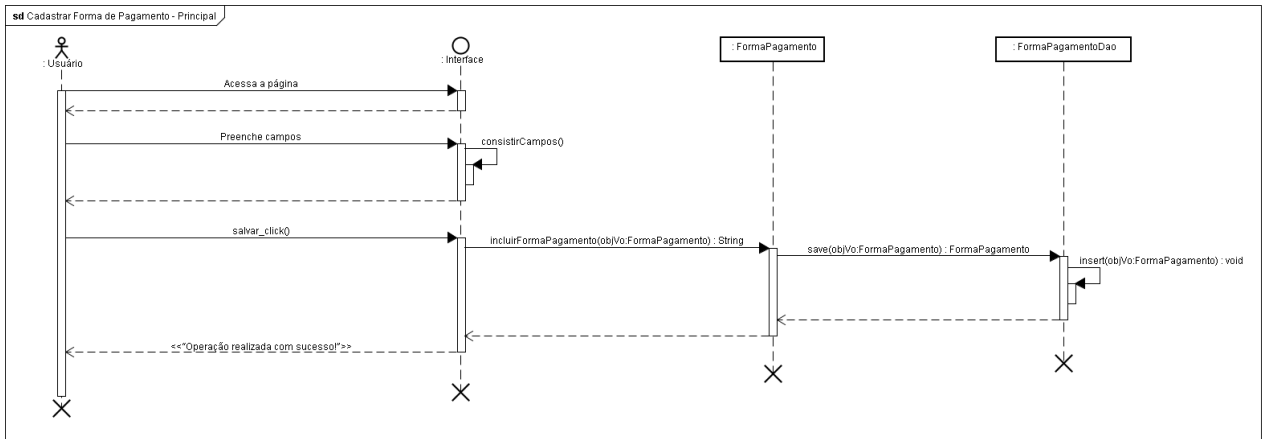 sd Cadastrar Forma de Pagamento - Principal
: Usuário
: Interface
: FormaPagamento
: FormaPagamentoDao
Acessa a página
Preenche campos
consistirCampos()
salvar_click()
incluirFormaPagamento(objVo:FormaPagamento) : String
save(objVo:FormaPagamento) : FormaPagamento
insert(objVo:FormaPagamento) : void
<<"Operação realizada com sucesso!">>